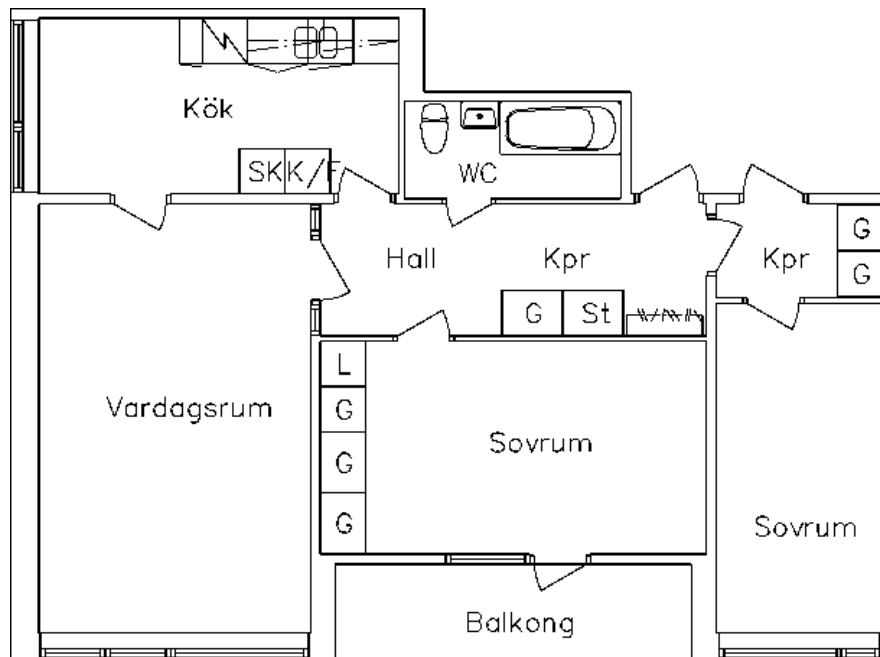 Kök
SK K/F
WC
Hall
Kpr
Kpr
G
G
G
St
L
G
G
G
Vardagsrum
Sovrum
Sovrum
Balkong